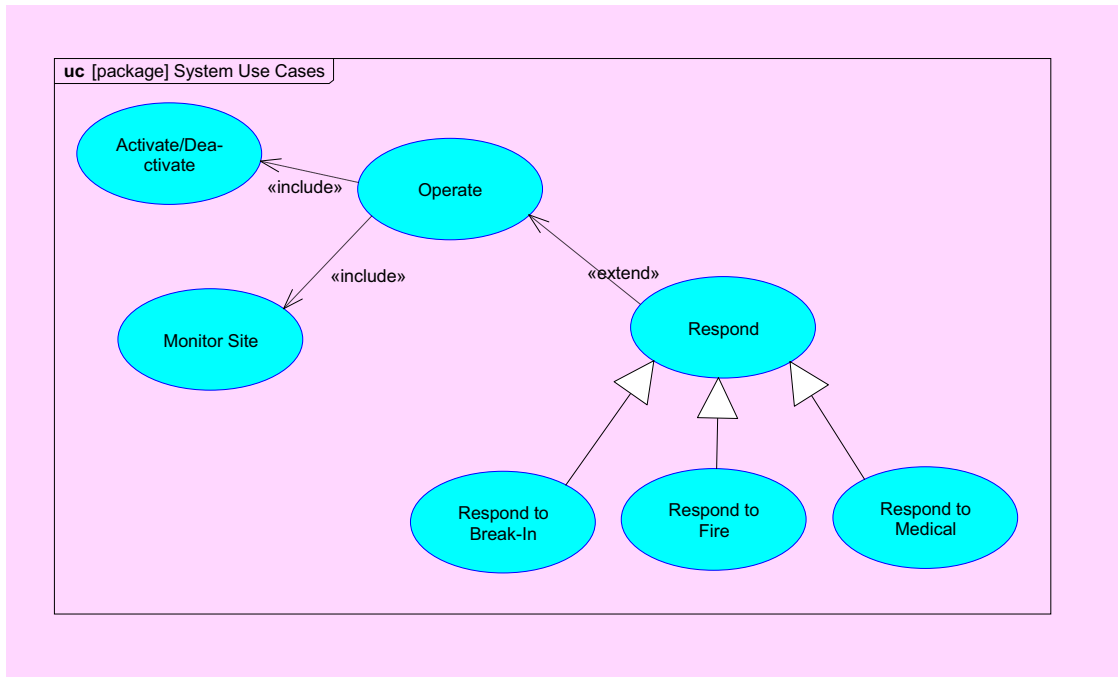 uc [package] System Use Cases
Activate/Dea-
ctivate
«include»
Operate
«include»
Monitor Site
«extend»
Respond
Respond to
Break-In
Respond to
Fire
Respond to
Medical